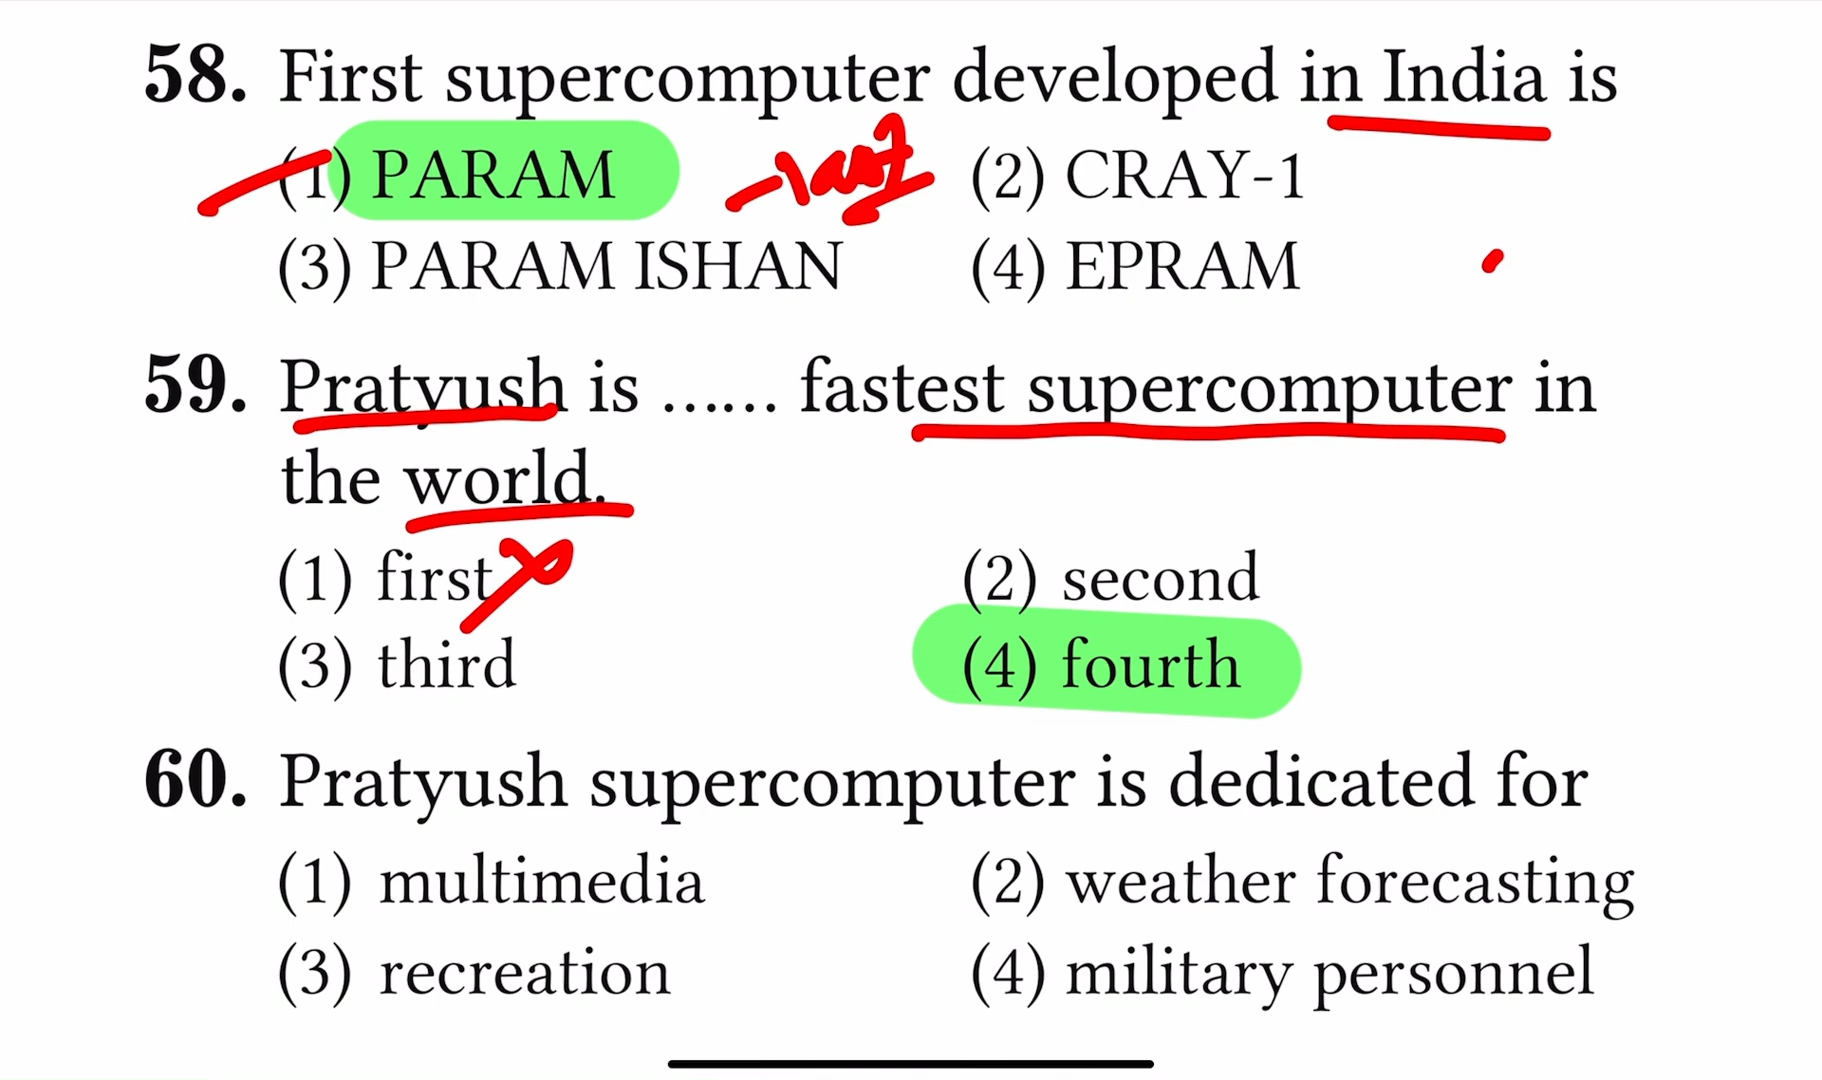 58. First supercomputer developed in India is
(1) PARAM (2) CRAY-1
(3) PARAM ISHAN (4) EPRAM
59. Pratyush is ...... fastest supercomputer in
the world.
(1) first (2) second
(3) third (4) fourth
60. Pratyush supercomputer is dedicated for
(1) multimedia (2) weather forecasting
(3) recreation (4) military personnel